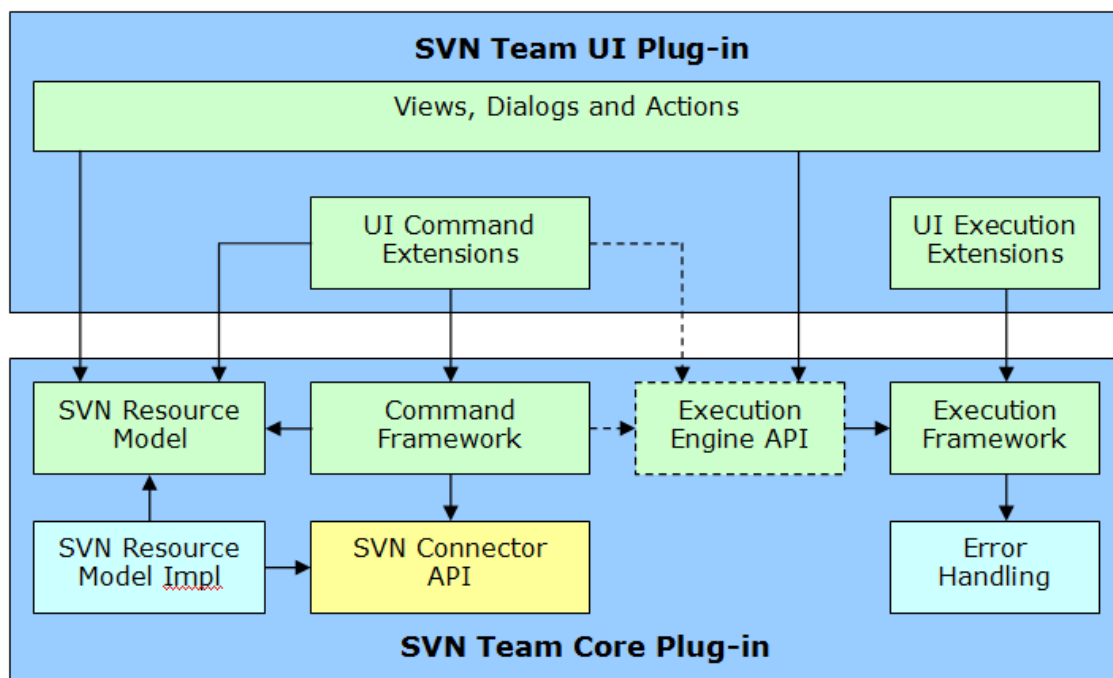 SVN Team UI Plug-in
Views, Dialogs and Actions
UI Command
Extensions
UI Execution
Extensions
SVN Resource
Model
Command
Framework
Execution
Engine API
Execution
Framework
SVN Resource
Model Impl
SVN Connector
API
Error
Handling
SVN Team Core Plug-in